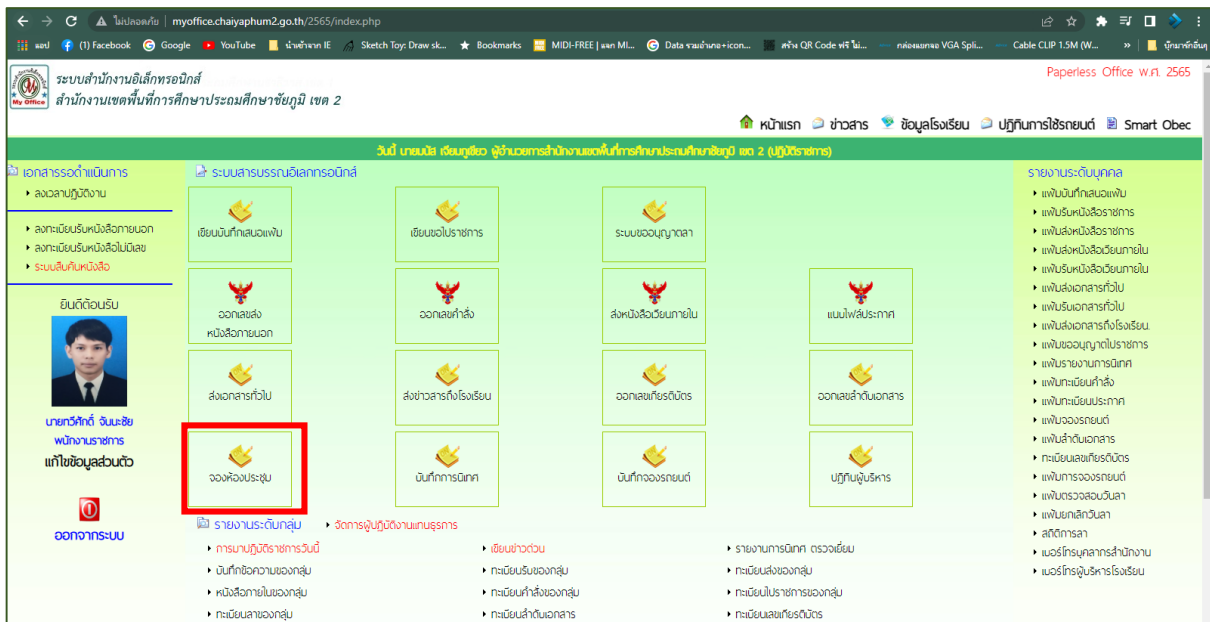 ไม่ปลอดภัย | myoffice.chaiyaphum2.go.th/2565/index.php
แอป (1) Facebook Google YouTube นำเข้าจาก IE Sketch Toy: Draw sk... Bookmarks MIDI-FREE | แจก MI... Data รวมอำเภอ+icon... สร้าง QR Code ฟรี ไม่... กล่องแยกจอ VGA Spli... Cable CLIP 1.5M (W... » บุ๊กมาร์กอื่นๆ
Paperless Office พ.ศ. 2565
ระบบสำนักงานอิเล็กทรอนิกส์
My Office
สำนักงานเขตพื้นที่การศึกษาประถมศึกษาชัยภูมิ เขต 2
หน้าแรก ข่าวสาร ข้อมูลโรงเรียน ปฏิทินการใช้รถยนต์ Smart Obec
วันนี้ นายมนัส เจียมภูเขียว ผู้อำนวยการสำนักงานเขตพื้นที่การศึกษาประถมศึกษาชัยภูมิ เขต 2 (ปฏิบัติราชการ)
เอกสารรอดำเนินการ
ลงเวลาปฏิบัติงาน
ลงทะเบียนรับหนังสือภายนอก
ลงทะเบียนรับหนังสือไม่มีเลข
ระบบสืบค้นหนังสือ
ยินดีต้อนรับ
นายทวีศักดิ์ จันนะชัย
พนักงานราชการ
แก้ไขข้อมูลส่วนตัว
ออกจากระบบ
ระบบสารบรรณอิเลกทรอนิกส์
เขียนบันทึกเสนอแฟ้ม เขียนขอไปราชการ ระบบขออนุญาตลา
ออกเลขส่ง
หนังสือภายนอก
ออกเลขคำสั่ง ส่งหนังสือเวียนภายใน แนบไฟล์ประกาศ
ส่งเอกสารทั่วไป ส่งข่าวสารถึงโรงเรียน ออกเลขเกียรติบัตร ออกเลขลำดับเอกสาร
จองห้องประชุม บันทึกการนิเทศ บันทึกจองรถยนต์ ปฏิทินผู้บริหาร
รายงานระดับกลุ่ม จัดการผู้ปฏิบัติงานแทนธุรการ
การมาปฏิบัติราชการวันนี้ เขียนข่าวด่วน รายงานการนิเทศ ตรวจเยี่ยม
บันทึกข้อความของกลุ่ม ทะเบียนรับของกลุ่ม ทะเบียนส่งของกลุ่ม
หนังสือภายในของกลุ่ม ทะเบียนคำสั่งของกลุ่ม ทะเบียนไปราชการของกลุ่ม
ทะเบียนลาของกลุ่ม ทะเบียนลำดับเอกสาร ทะเบียนเลขเกียรติบัตร
รายงานระดับบุคคล
แฟ้มบันทึกเสนอแฟ้ม
แฟ้มรับหนังสือราชการ
แฟ้มส่งหนังสือราชการ
แฟ้มส่งหนังสือเวียนภายใน
แฟ้มรับหนังสือเวียนภายใน
แฟ้มส่งเอกสารทั่วไป
แฟ้มรับเอกสารทั่วไป
แฟ้มส่งเอกสารถึงโรงเรียน.
แฟ้มขออนุญาตไปราชการ
แฟ้มรายงานการนิเทศ
แฟ้มทะเบียนคำสั่ง
แฟ้มทะเบียนประกาศ
แฟ้มจองรถยนต์
แฟ้มลำดับเอกสาร
ทะเบียนเลขเกียรติบัตร
แฟ้มการจองรถยนต์
แฟ้มตรวจสอบวันลา
แฟ้มยกเลิกวันลา
สถิติการลา
เบอร์โทรบุคลากรสำนักงาน
เบอร์โทรผู้บริหารโรงเรียน